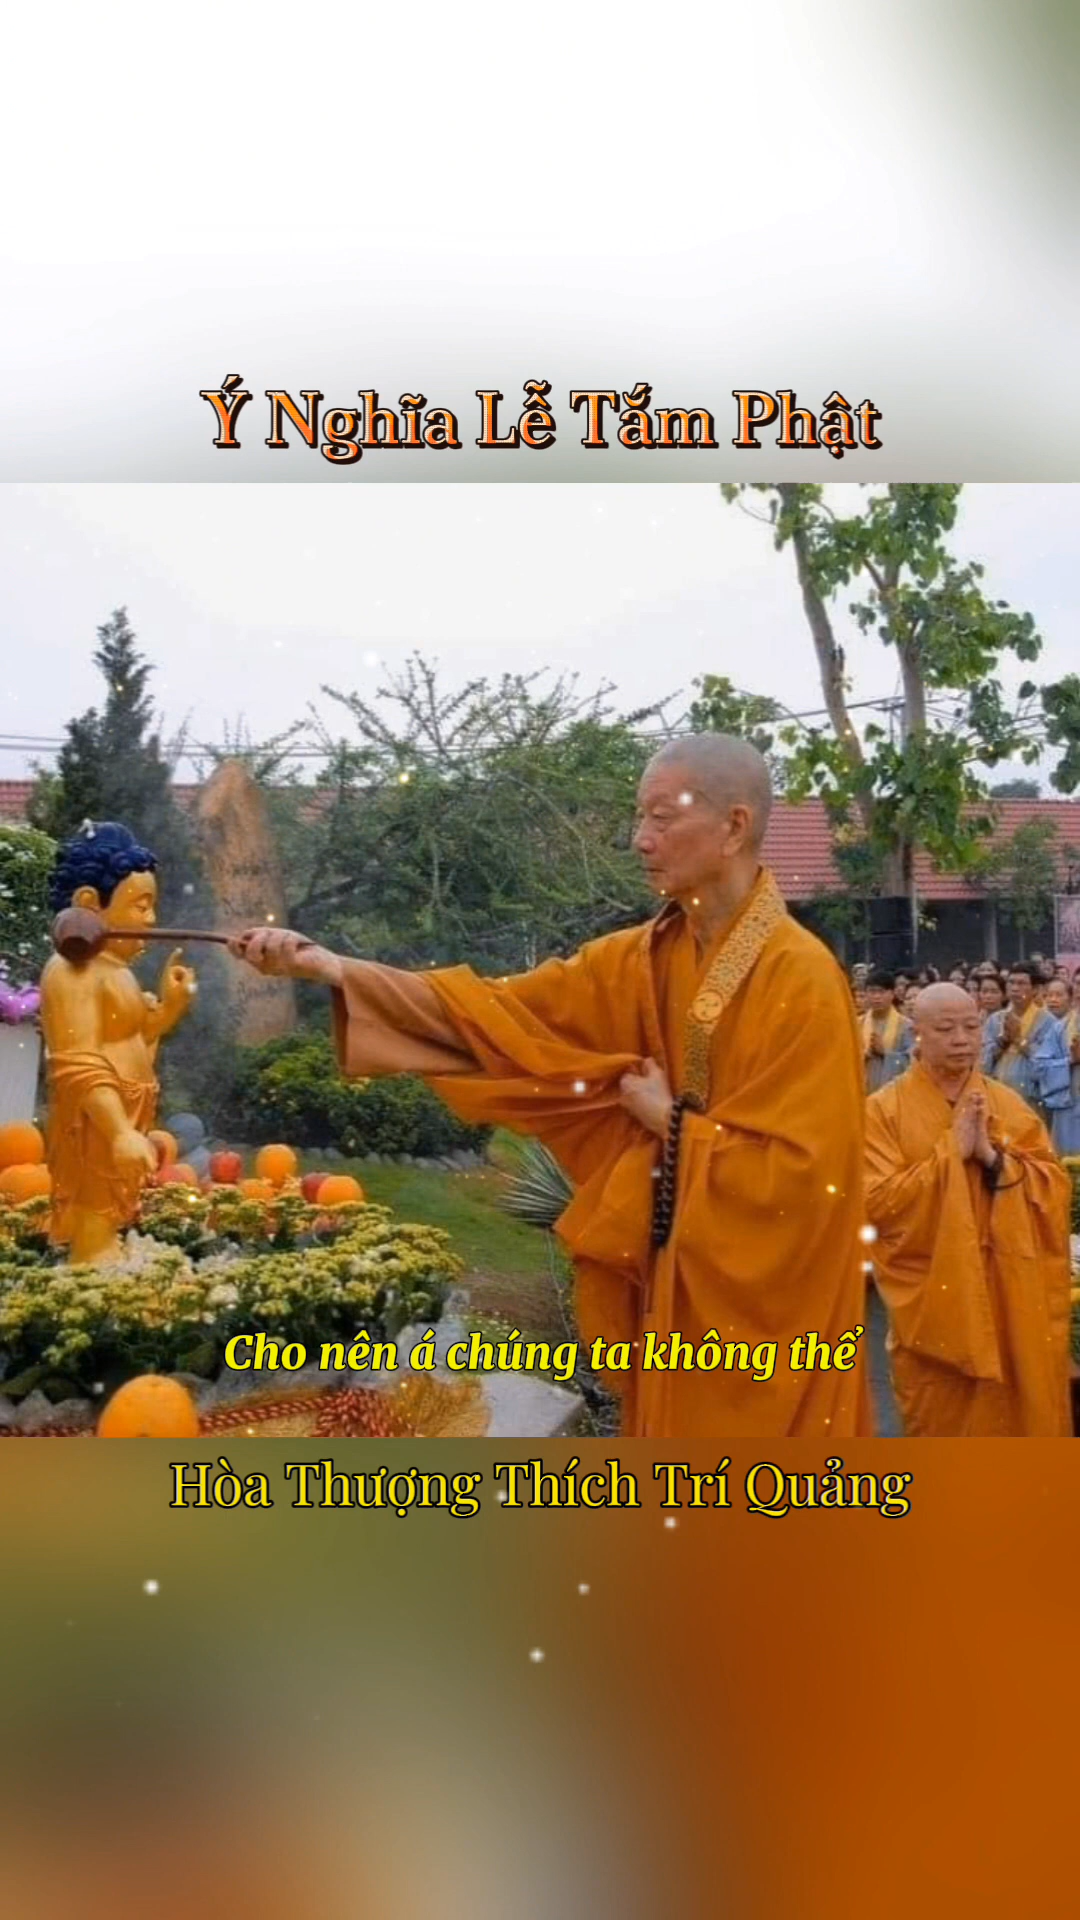 Ý Nghĩa Lễ Tắm Phật
Cho nên á chúng ta không thể
Hòa Thượng Thích Trí Quảng